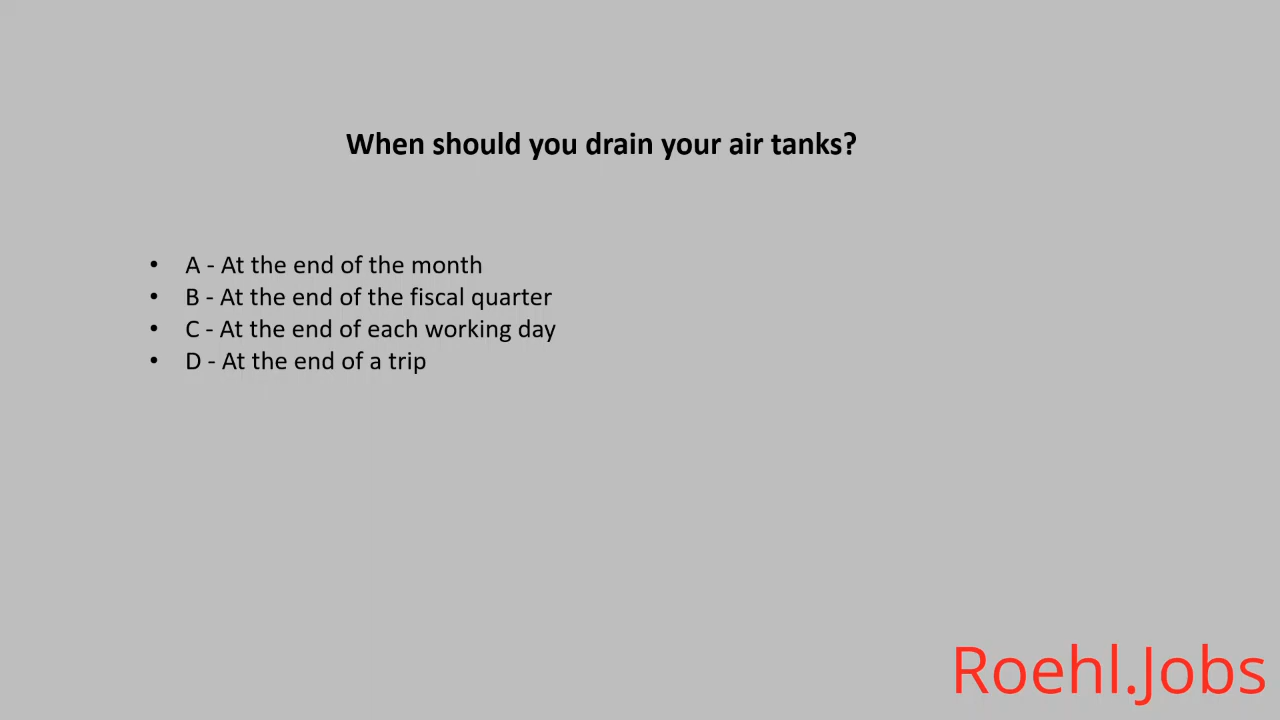 When should you drain your air tanks?
• A - At the end of the month
• B - At the end of the fiscal quarter
• C - At the end of each working day
• D - At the end of a trip
Roehl.Jobs